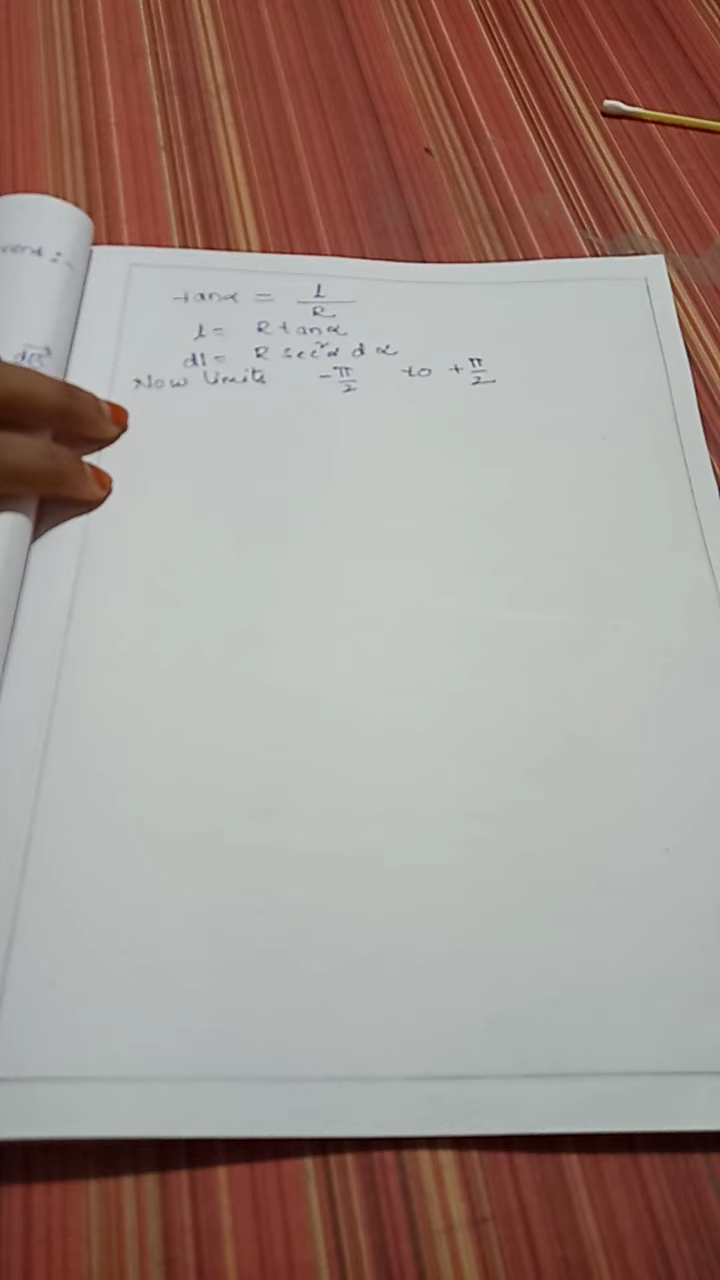 tanα = l/R
l = R tanα
dl = R sec²α dα
Now limits -π/2 to +π/2